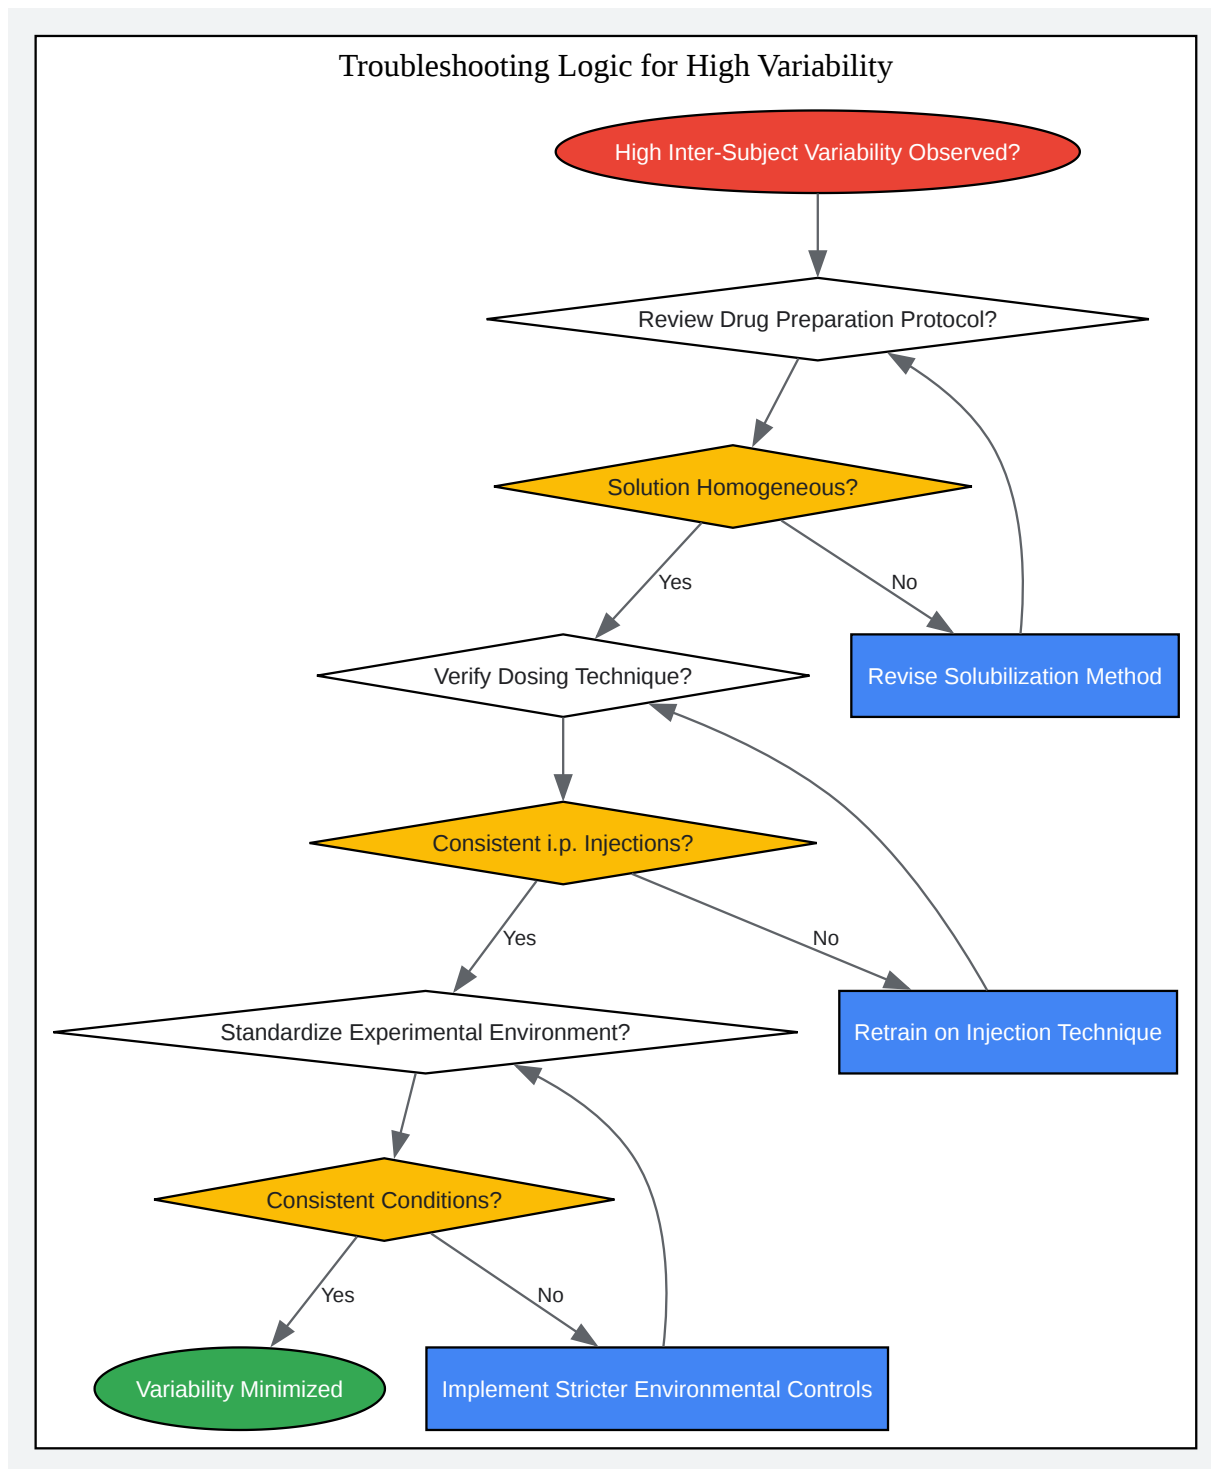 Troubleshooting Logic for High Variability
High Inter-Subject Variability Observed?
Review Drug Preparation Protocol?
Solution Homogeneous?
Yes
No
Verify Dosing Technique?
Revise Solubilization Method
Consistent i.p. Injections?
Yes
No
Standardize Experimental Environment?
Retrain on Injection Technique
Consistent Conditions?
Yes
No
Variability Minimized
Implement Stricter Environmental Controls